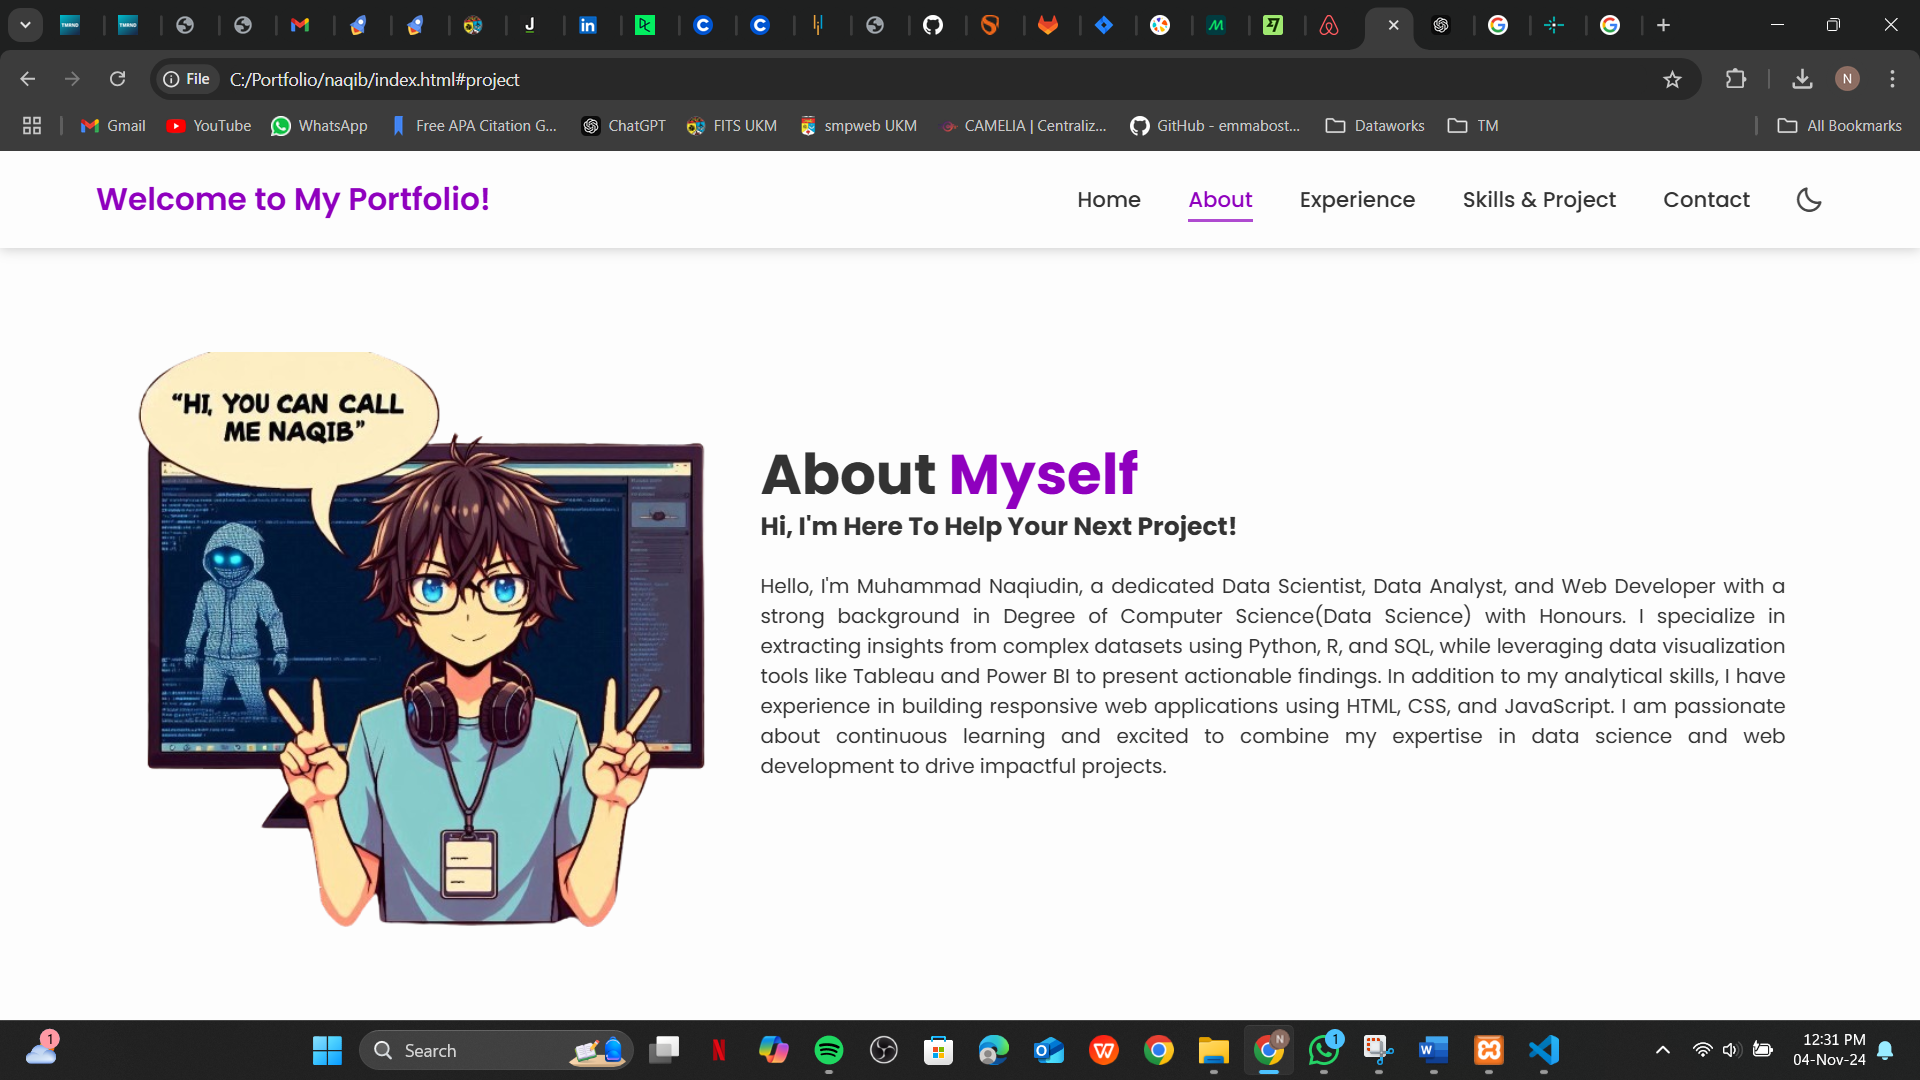 File C:/Portfolio/naqib/index.html#project
N
Gmail YouTube WhatsApp Free APA Citation G... ChatGPT FITS UKM smpweb UKM CAMELIA | Centraliz... GitHub - emmabost... Dataworks TM All Bookmarks
Welcome to My Portfolio!
Home About Experience Skills & Project Contact
“HI, YOU CAN CALL
ME NAQIB”
About Myself
Hi, I'm Here To Help Your Next Project!
Hello, I'm Muhammad Naqiudin, a dedicated Data Scientist, Data Analyst, and Web Developer with a
strong background in Degree of Computer Science(Data Science) with Honours. I specialize in
extracting insights from complex datasets using Python, R, and SQL, while leveraging data visualization
tools like Tableau and Power BI to present actionable findings. In addition to my analytical skills, I have
experience in building responsive web applications using HTML, CSS, and JavaScript. I am passionate
about continuous learning and excited to combine my expertise in data science and web
development to drive impactful projects.
1
Search
N
1
12:31 PM
04-Nov-24